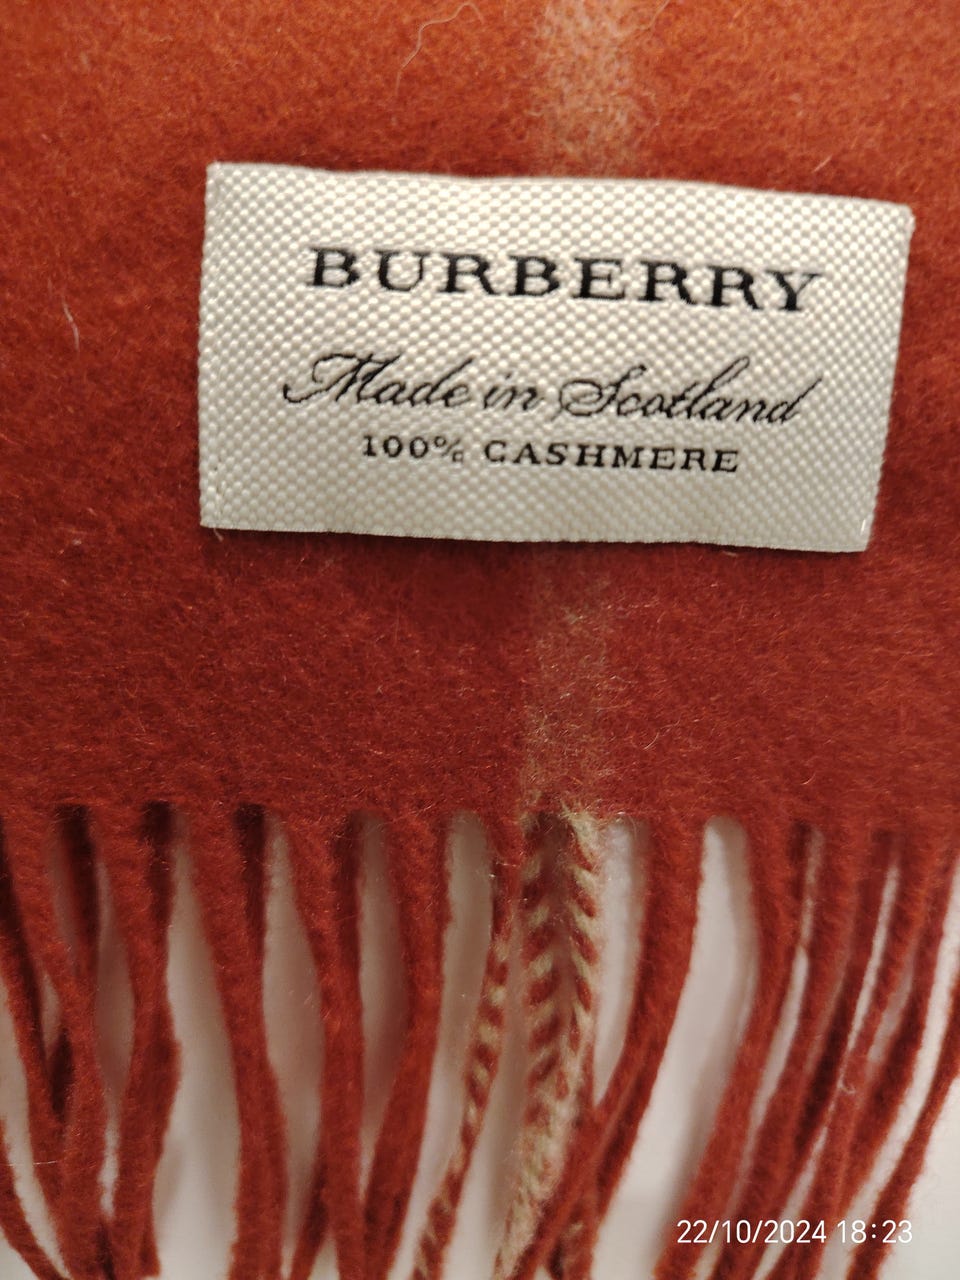 BURBERRY
Made in Scotland
100% CASHMERE
22/10/2024 18:23